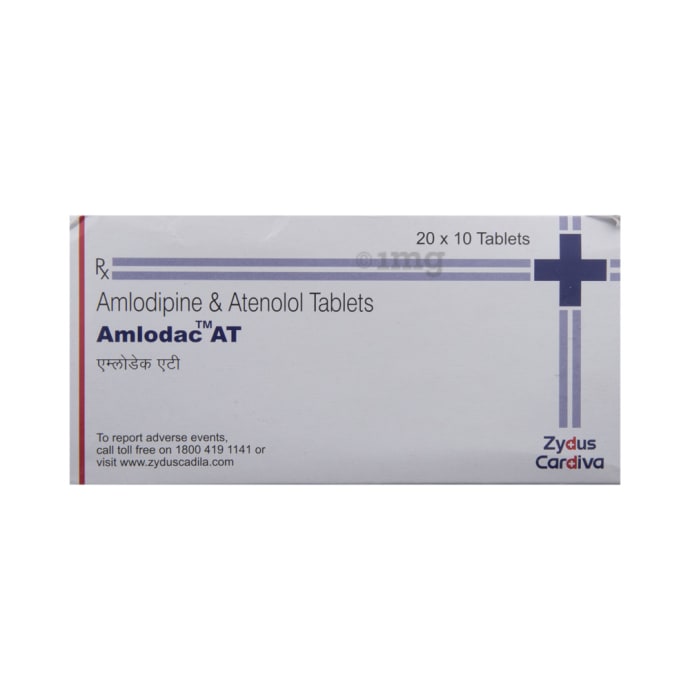 20 x 10 Tablets
1mg
Rx
Amlodipine & Atenolol Tablets
Amlodac™ AT
एम्लोडेक एटी
To report adverse events,
call toll free on 1800 419 1141 or
visit www.zyduscadila.com
Zydus
Cardiva